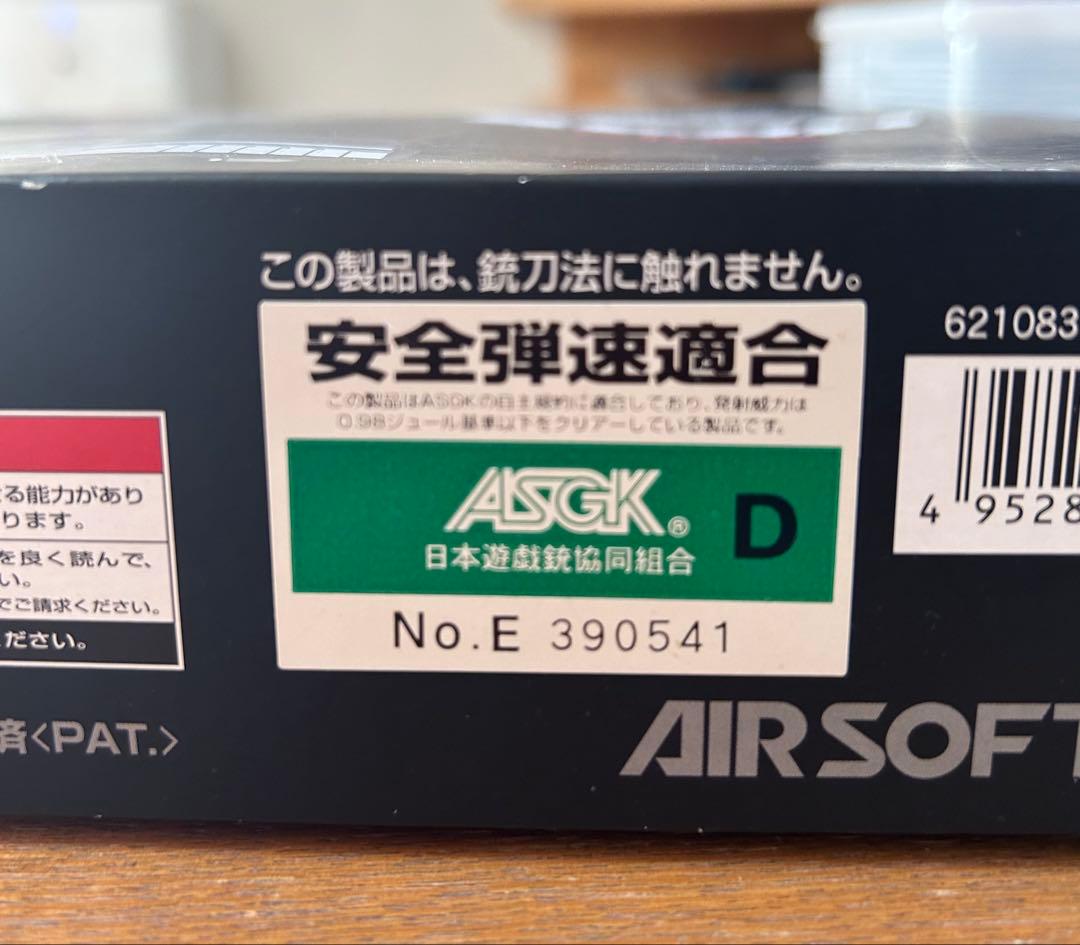 この製品は、銃刀法に触れません。
安全弾速適合
この製品はASGKの自主規約に適合しており、発射威力は
0.98ジュール基準以下をクリアーしている製品です。
ASGK®
D
日本遊戯銃協同組合
No.E 390541
621083
4 9528
る能力があり
ります。
を良く読んで、
い。
でご請求ください。
ださい。
済<PAT.>
AIRSOFT